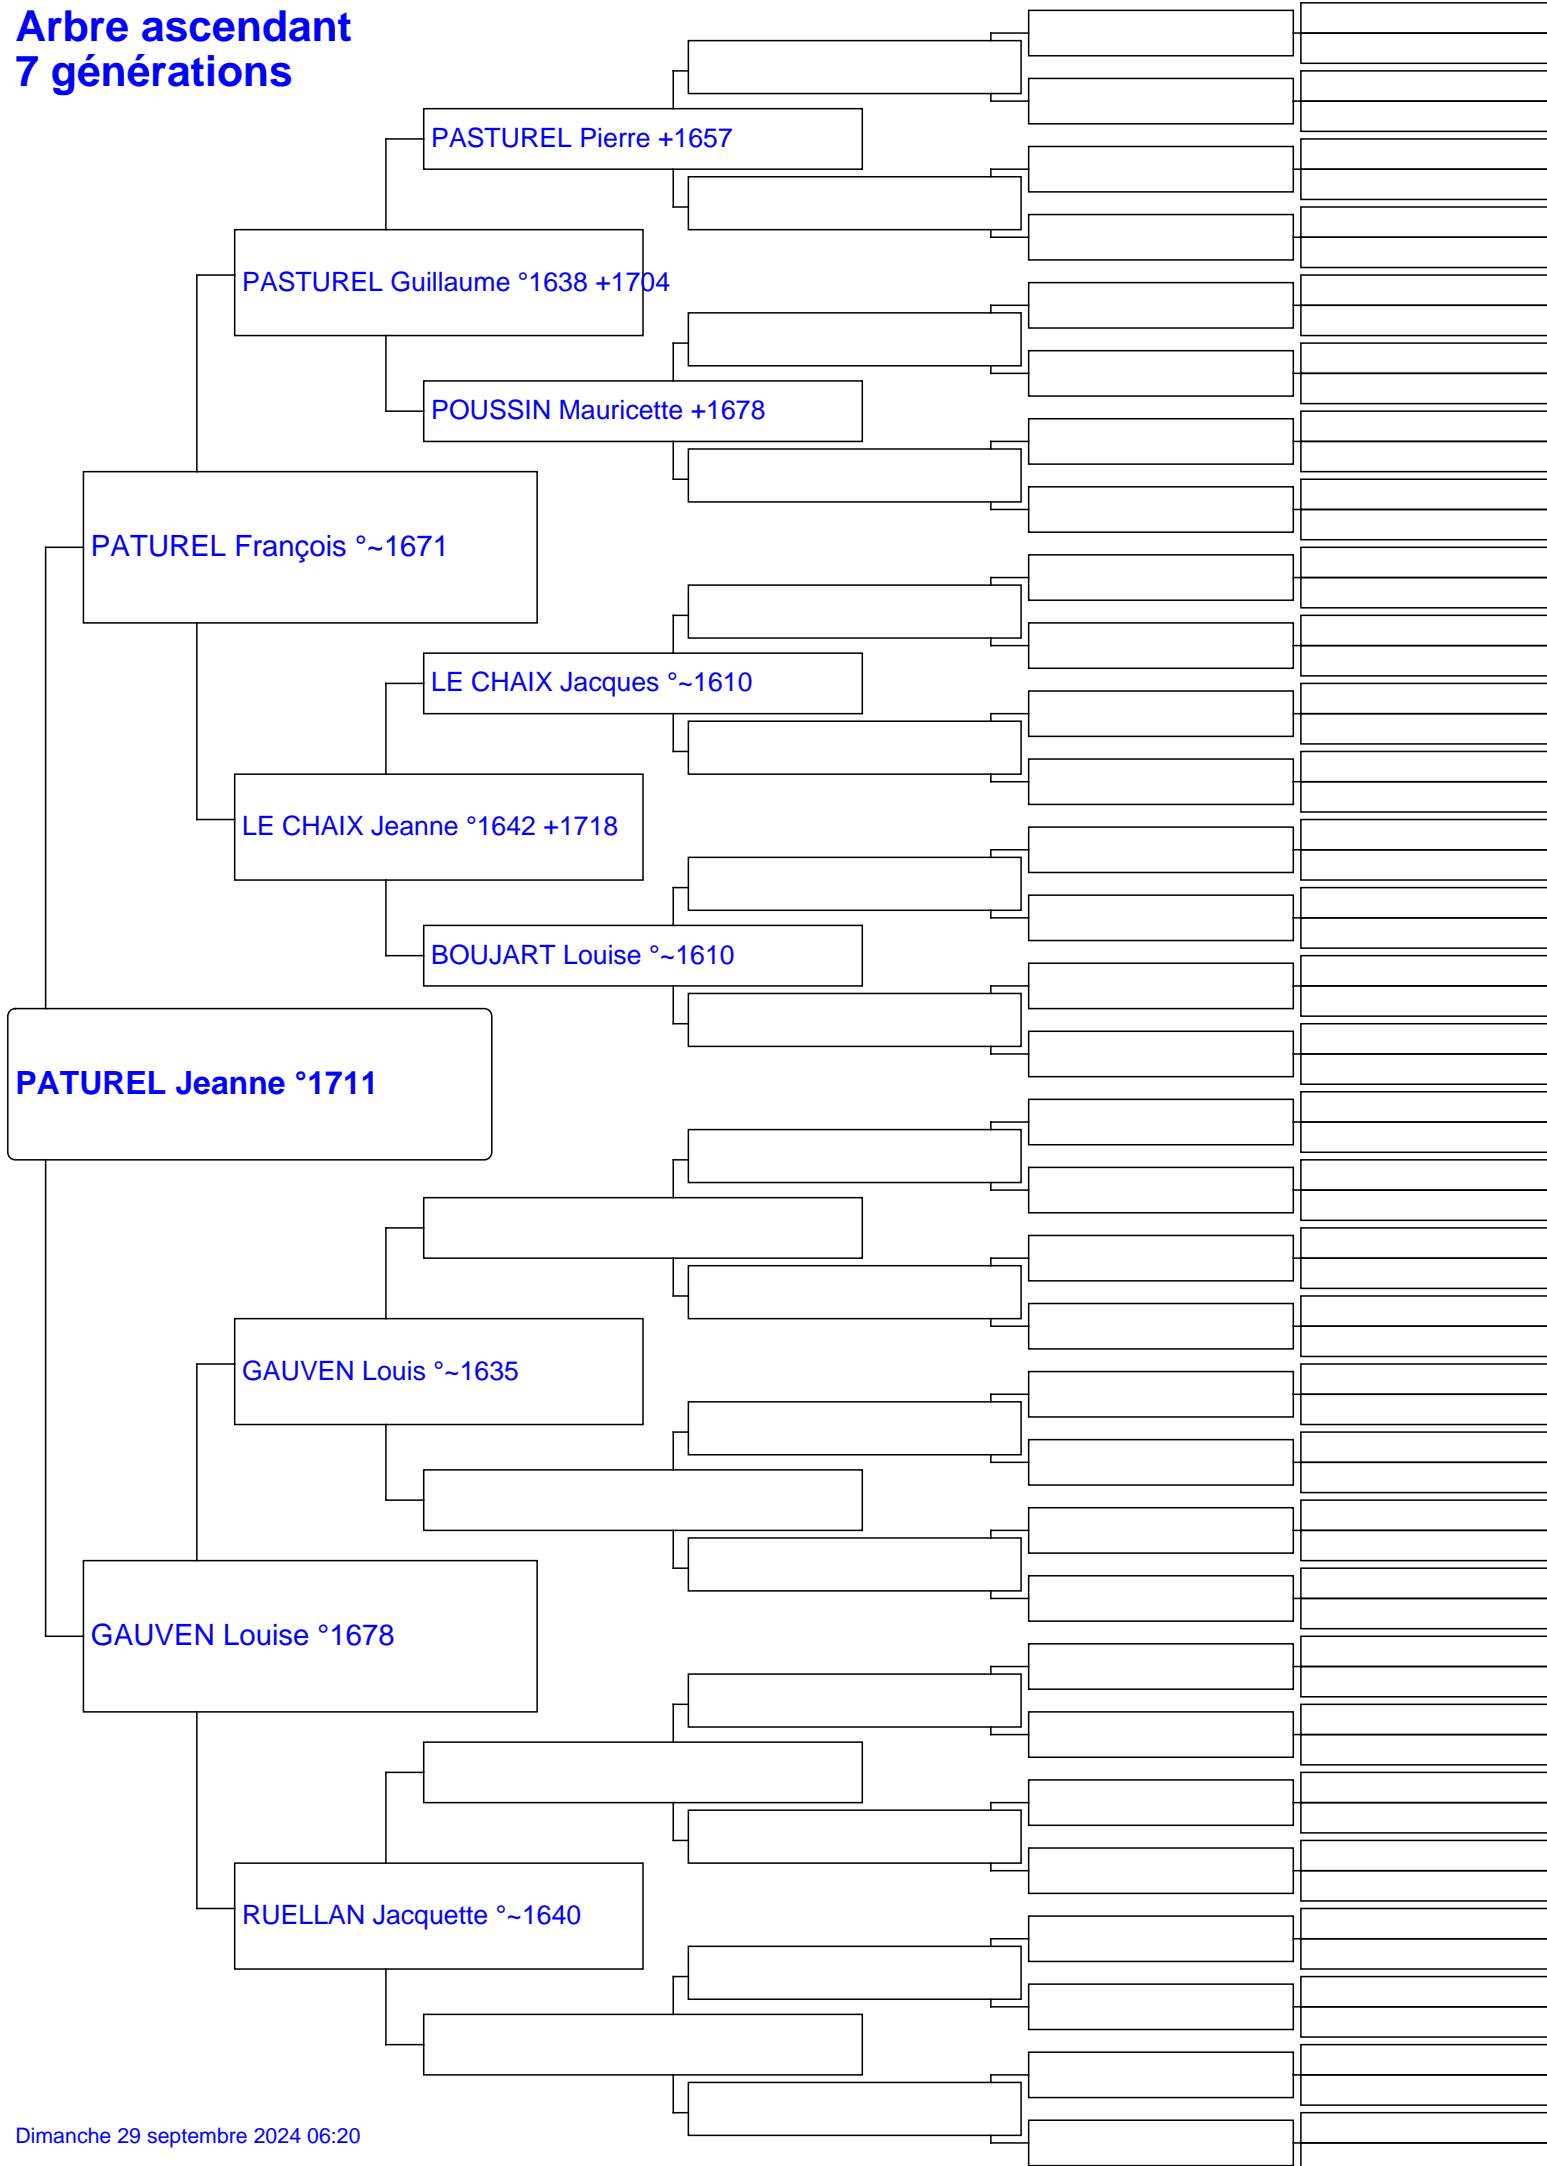 Arbre ascendant
7 générations
PASTUREL Pierre +1657
PASTUREL Guillaume °1638 +1704
POUSSIN Mauricette +1678
PATUREL François °~1671
LE CHAIX Jacques °~1610
LE CHAIX Jeanne °1642 +1718
BOUJART Louise °~1610
PATUREL Jeanne °1711
GAUVEN Louis °~1635
GAUVEN Louise °1678
RUELLAN Jacquette °~1640
Dimanche 29 septembre 2024 06:20